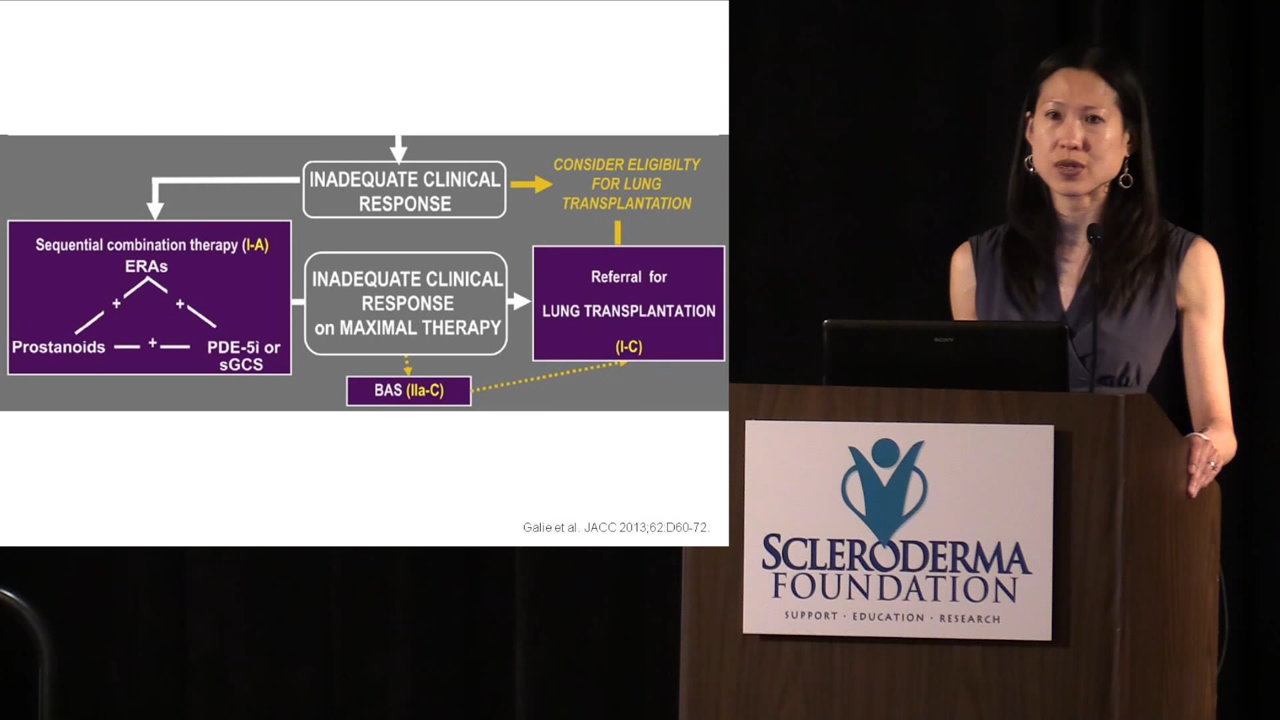 INADEQUATE CLINICAL
RESPONSE
CONSIDER ELIGIBILTY
FOR LUNG
TRANSPLANTATION
Sequential combination therapy (I-A)
ERAs
+ +
Prostanoids + PDE-5i or
sGCS
INADEQUATE CLINICAL
RESPONSE
on MAXIMAL THERAPY
Referral for
LUNG TRANSPLANTATION
(I-C)
BAS (IIa-C)
Galie et al. JACC 2013;62:D60-72.
SONY
SCLERODERMA
FOUNDATION
SUPPORT · EDUCATION · RESEARCH